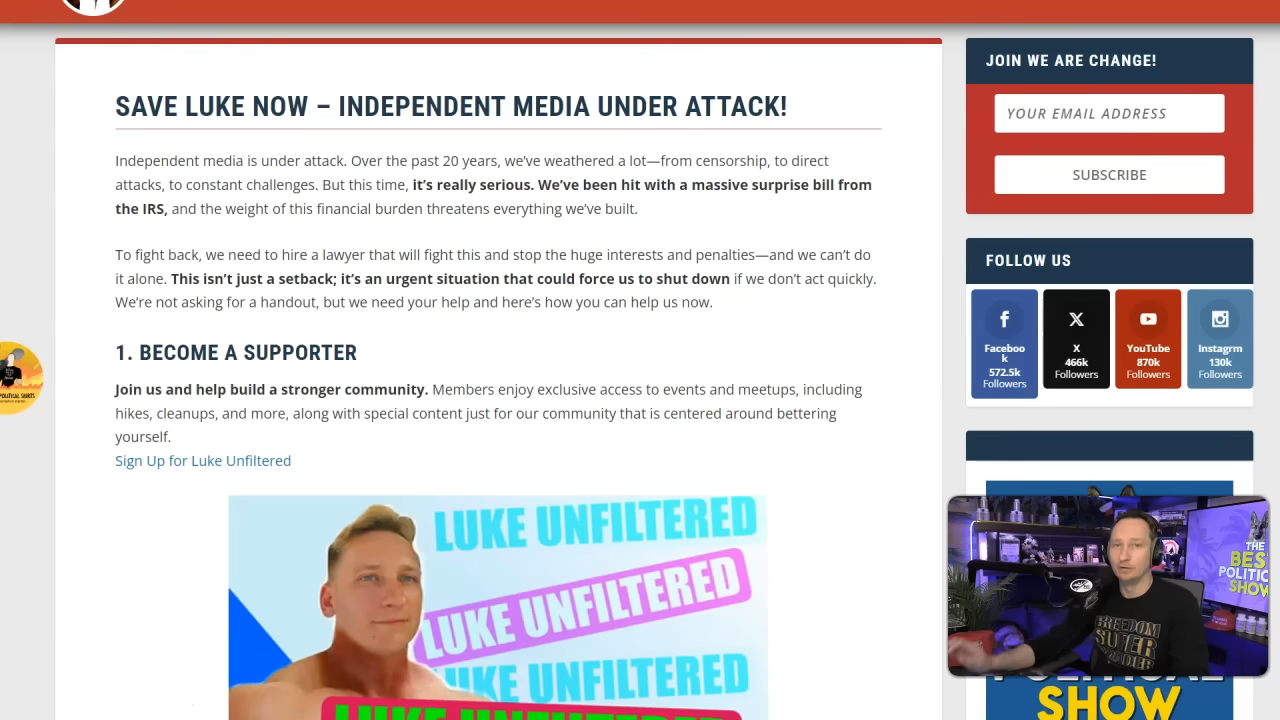 SAVE LUKE NOW – INDEPENDENT MEDIA UNDER ATTACK!
Independent media is under attack. Over the past 20 years, we’ve weathered a lot—from censorship, to direct
attacks, to constant challenges. But this time, it’s really serious. We’ve been hit with a massive surprise bill from
the IRS, and the weight of this financial burden threatens everything we’ve built.
To fight back, we need to hire a lawyer that will fight this and stop the huge interests and penalties—and we can’t do
it alone. This isn’t just a setback; it’s an urgent situation that could force us to shut down if we don’t act quickly.
We’re not asking for a handout, but we need your help and here’s how you can help us now.
1. BECOME A SUPPORTER
Join us and help build a stronger community. Members enjoy exclusive access to events and meetups, including
hikes, cleanups, and more, along with special content just for our community that is centered around bettering
yourself.
Sign Up for Luke Unfiltered
LUKE UNFILTERED
LUKE UNFILTERED
LUKE UNFILTERED
LUKE UNFILTERED
JOIN WE ARE CHANGE!
YOUR EMAIL ADDRESS
SUBSCRIBE
FOLLOW US
Faceboo
k
572.5k
Followers
X
466k
Followers
YouTube
870k
Followers
Instagrm
130k
Followers
THE
BES
POLITIC
SHOW
FREEDOM
SUPER
SHOW